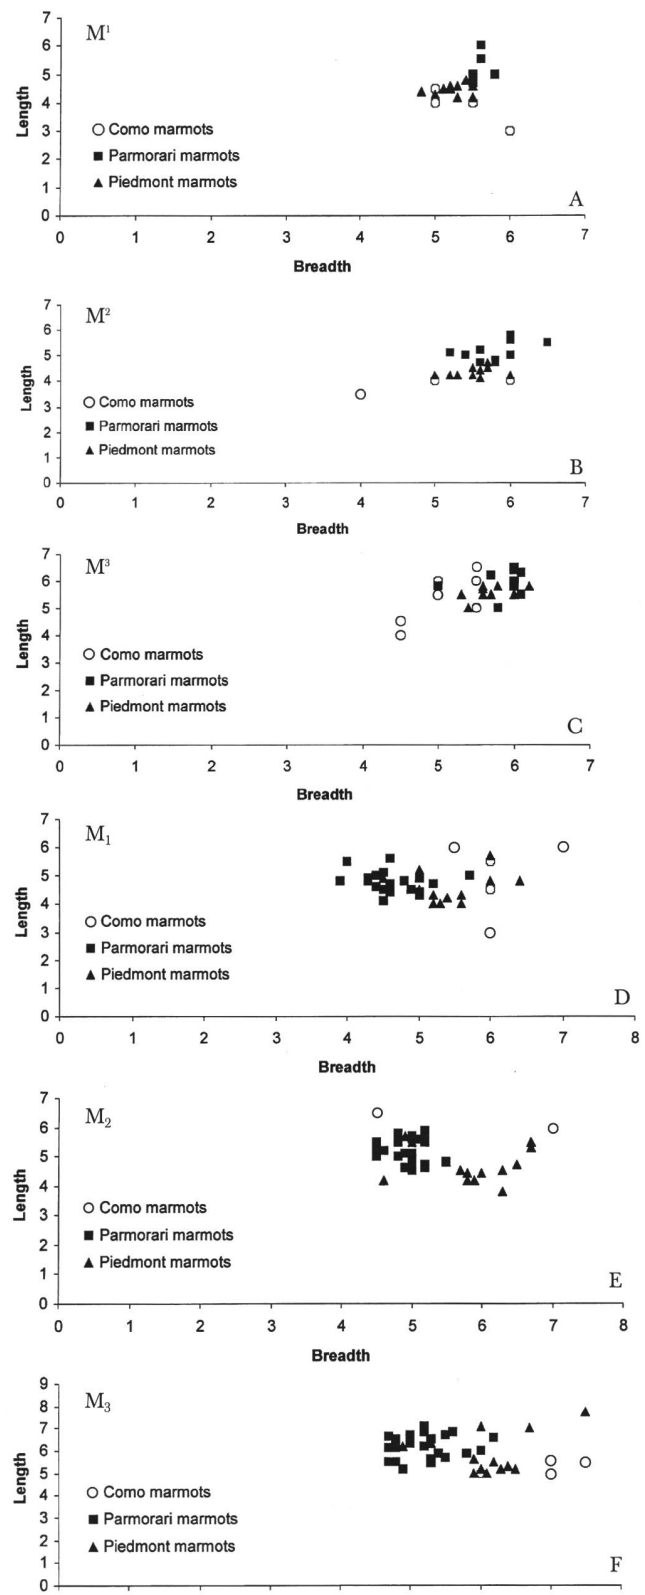 M¹
7
6
5
4
3
2
1
0
Length
Como marmots
Parmorari marmots
Piedmont marmots
A
0 1 2 3 4 5 6 7
Breadth
M²
7
6
5
4
3
2
1
0
Length
Como marmots
Parmorari marmots
Piedmont marmots
B
0 1 2 3 4 5 6 7
Breadth
M³
7
6
5
4
3
2
1
0
Length
Como marmots
Parmorari marmots
Piedmont marmots
C
0 1 2 3 4 5 6 7
Breadth
M₁
7
6
5
4
3
2
1
0
Length
Como marmots
Parmorari marmots
Piedmont marmots
D
0 1 2 3 4 5 6 7 8
Breadth
M₂
7
6
5
4
3
2
1
0
Length
Como marmots
Parmorari marmots
Piedmont marmots
E
0 1 2 3 4 5 6 7 8
Breadth
M₃
9
8
7
6
5
4
3
2
1
0
Length
Como marmots
Parmorari marmots
Piedmont marmots
F